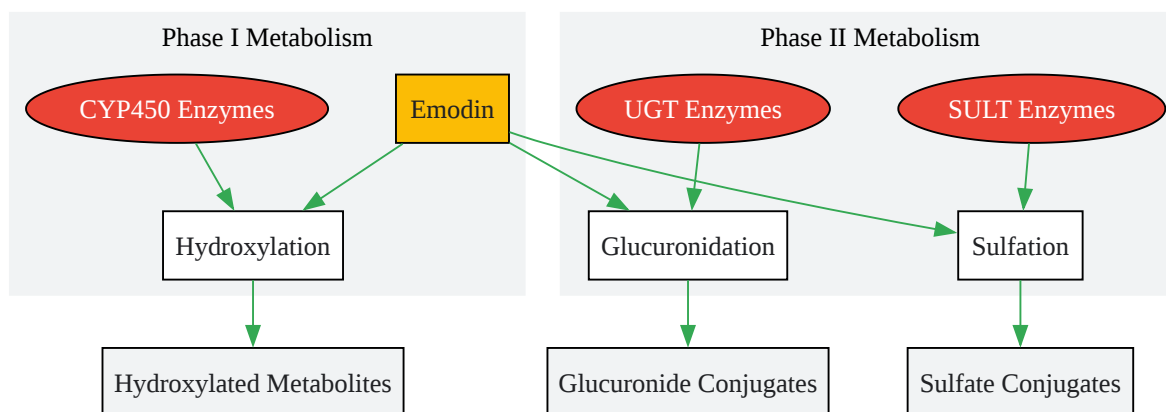 Phase I Metabolism
Phase II Metabolism
CYP450 Enzymes
Emodin
UGT Enzymes
SULT Enzymes
Hydroxylation
Glucuronidation
Sulfation
Hydroxylated Metabolites
Glucuronide Conjugates
Sulfate Conjugates